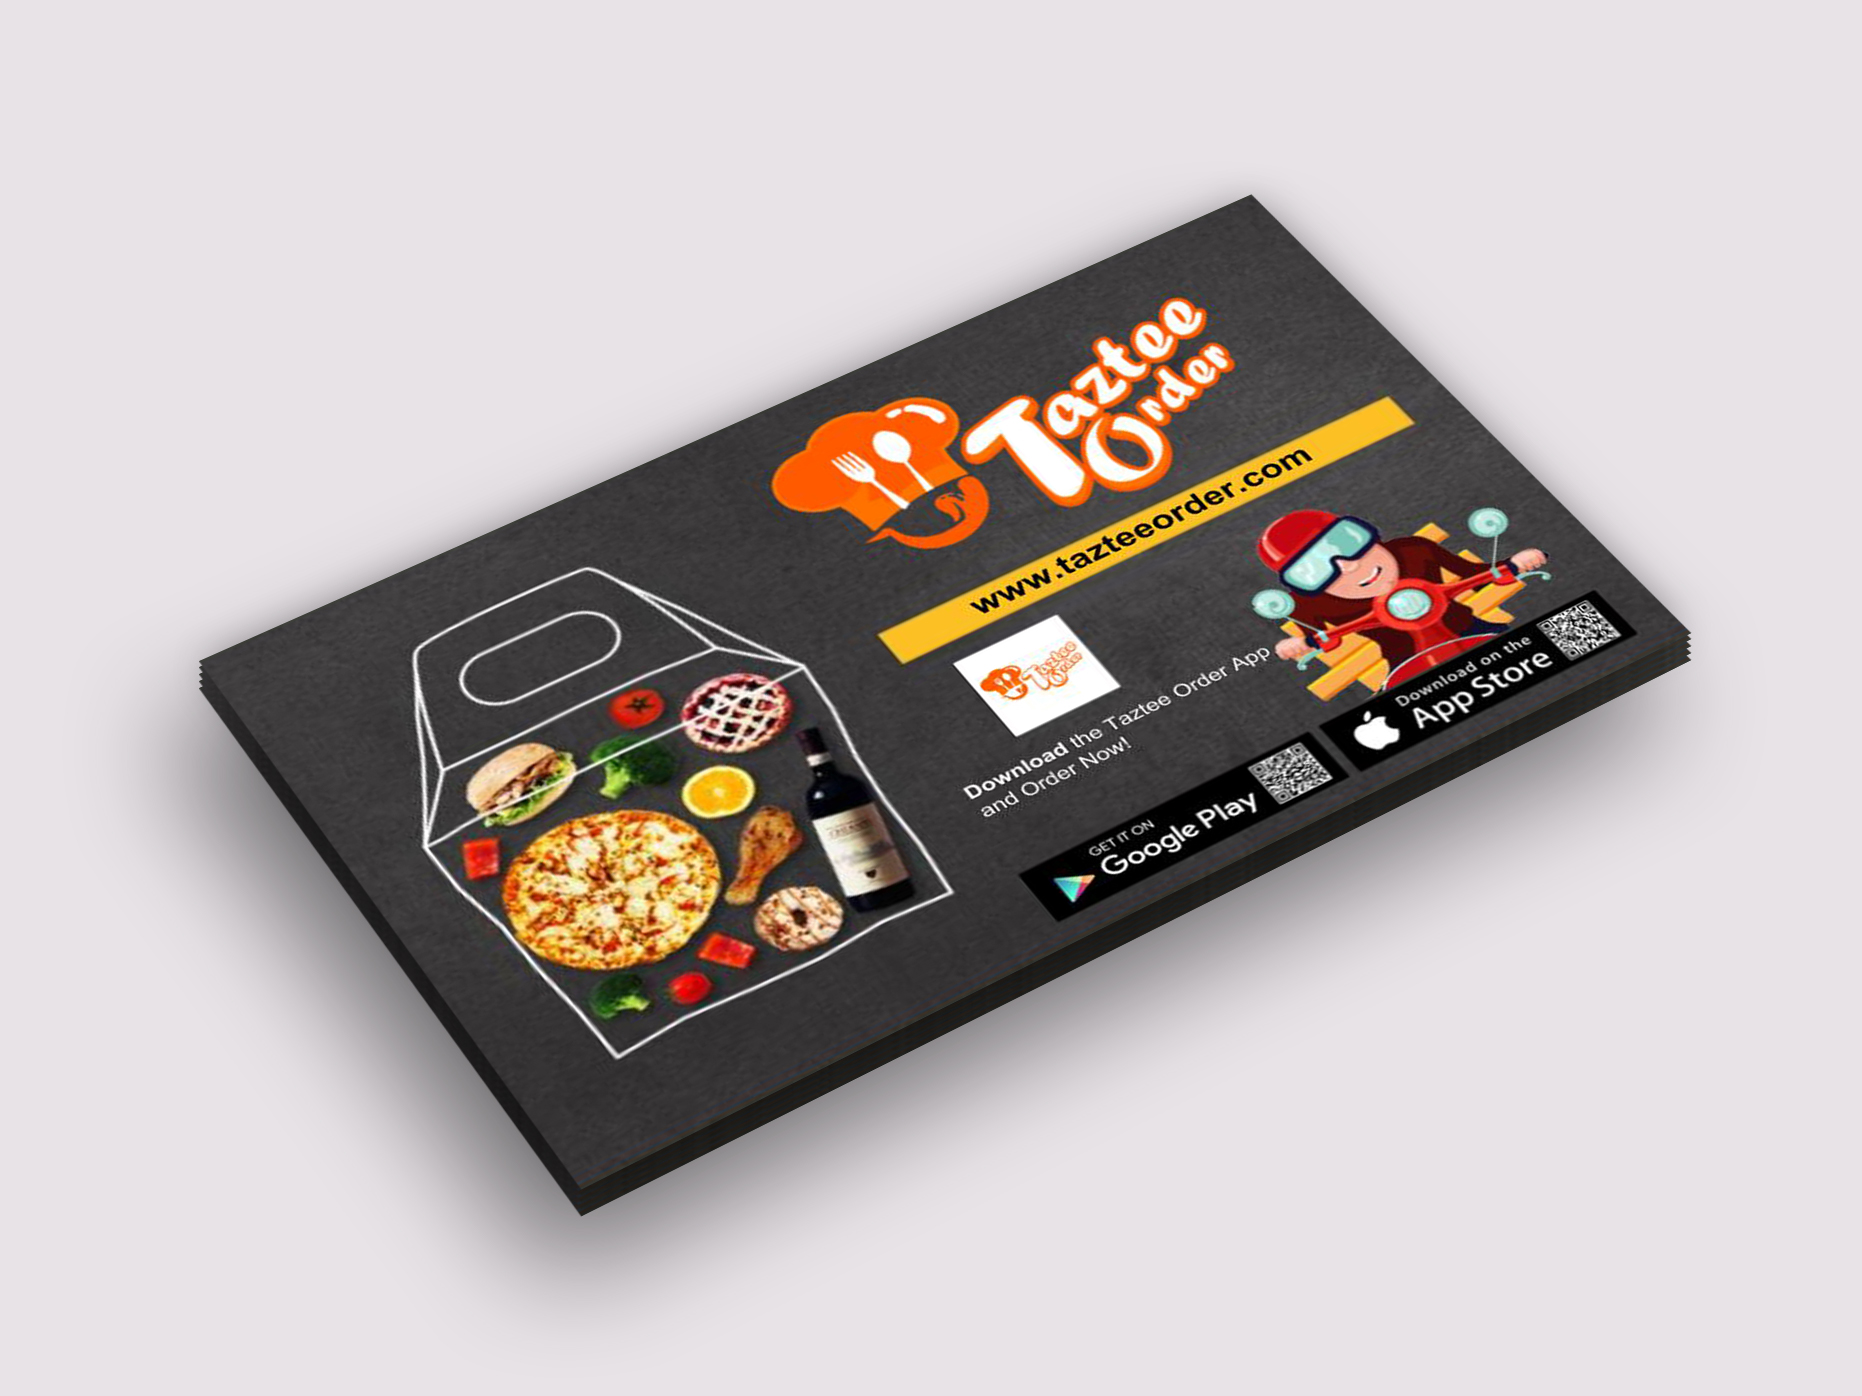 Taztee
Order
www.tazteeorder.com
Taztee
Order
Download the Taztee Order App
and Order Now!
GET IT ON
Google Play
Download on the
App Store